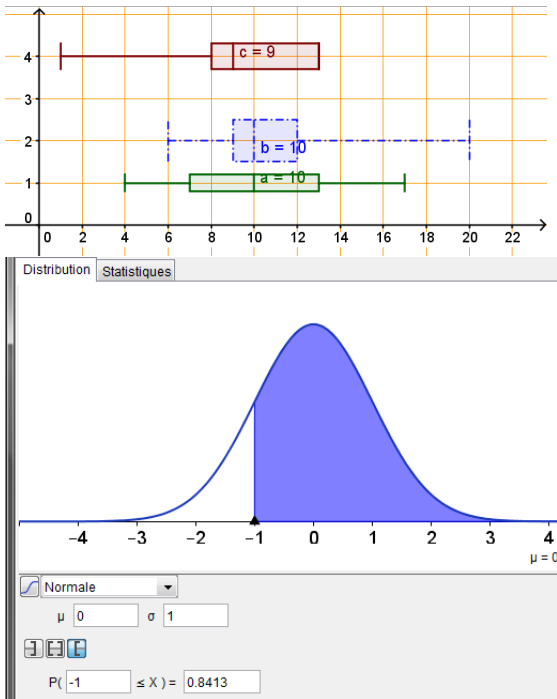 4
c = 9
3
2
b = 10
a = 10
1
0
0 2 4 6 8 10 12 14 16 18 20 22
Distribution Statistiques
−4 −3 −2 −1 0 1 2 3 4
μ = 0
Normale
μ 0 σ 1
P( -1 ≤ X ) = 0.8413